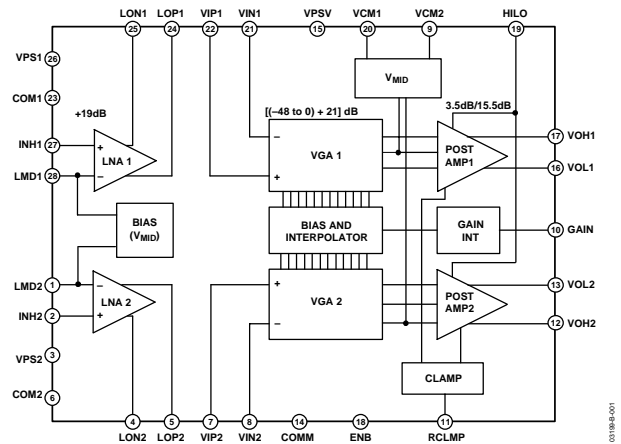 LON1 LOP1 VIP1 VIN1 VPSV VCM1 VCM2 HILO
25 24 22 21 15 20 9 19
VPS1 26
COM1 23
VMID
+19dB
[(–48 to 0) + 21] dB
3.5dB/15.5dB
INH1 27
LMD1 28
+
–
LNA 1
–
+
VGA 1
POST
AMP1
17 VOH1
16 VOL1
BIAS
(VMID)
BIAS AND
INTERPOLATOR
GAIN
INT
10 GAIN
LMD2 1
INH2 2
–
+
LNA 2
+
–
VGA 2
POST
AMP2
13 VOL2
12 VOH2
VPS2 3
COM2 6
CLAMP
4 5 7 8 14 18 11
LON2 LOP2 VIP2 VIN2 COMM ENB RCLMP
03199-B-001